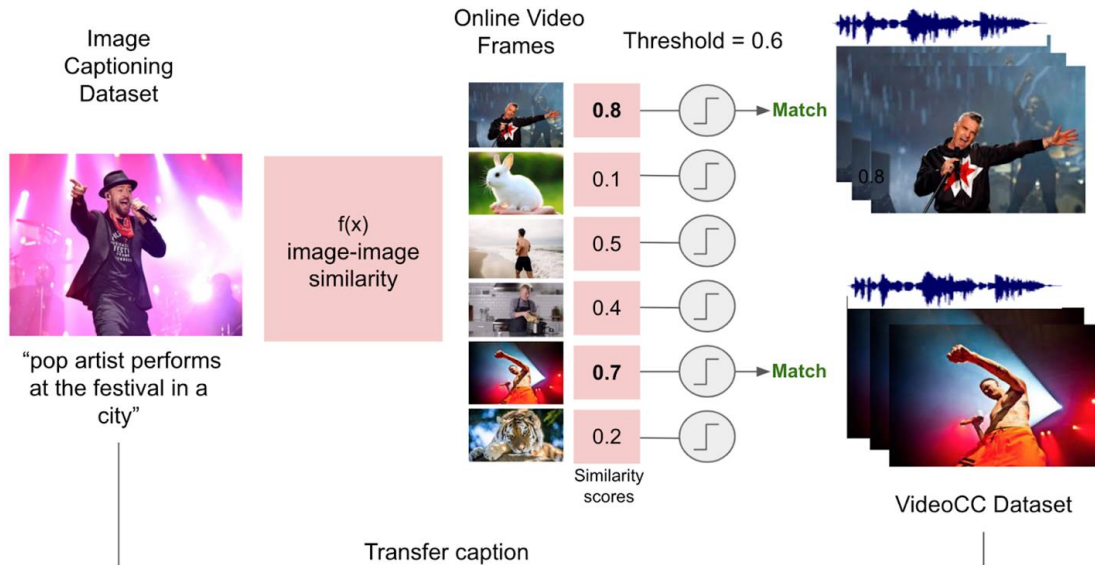 Image
Captioning
Dataset
“pop artist performs
at the festival in a
city”
f(x)
image-image
similarity
Online Video
Frames
Threshold = 0.6
0.8
Match
0.1
0.5
0.4
0.7
Match
0.2
Similarity
scores
0.8
VideoCC Dataset
Transfer caption